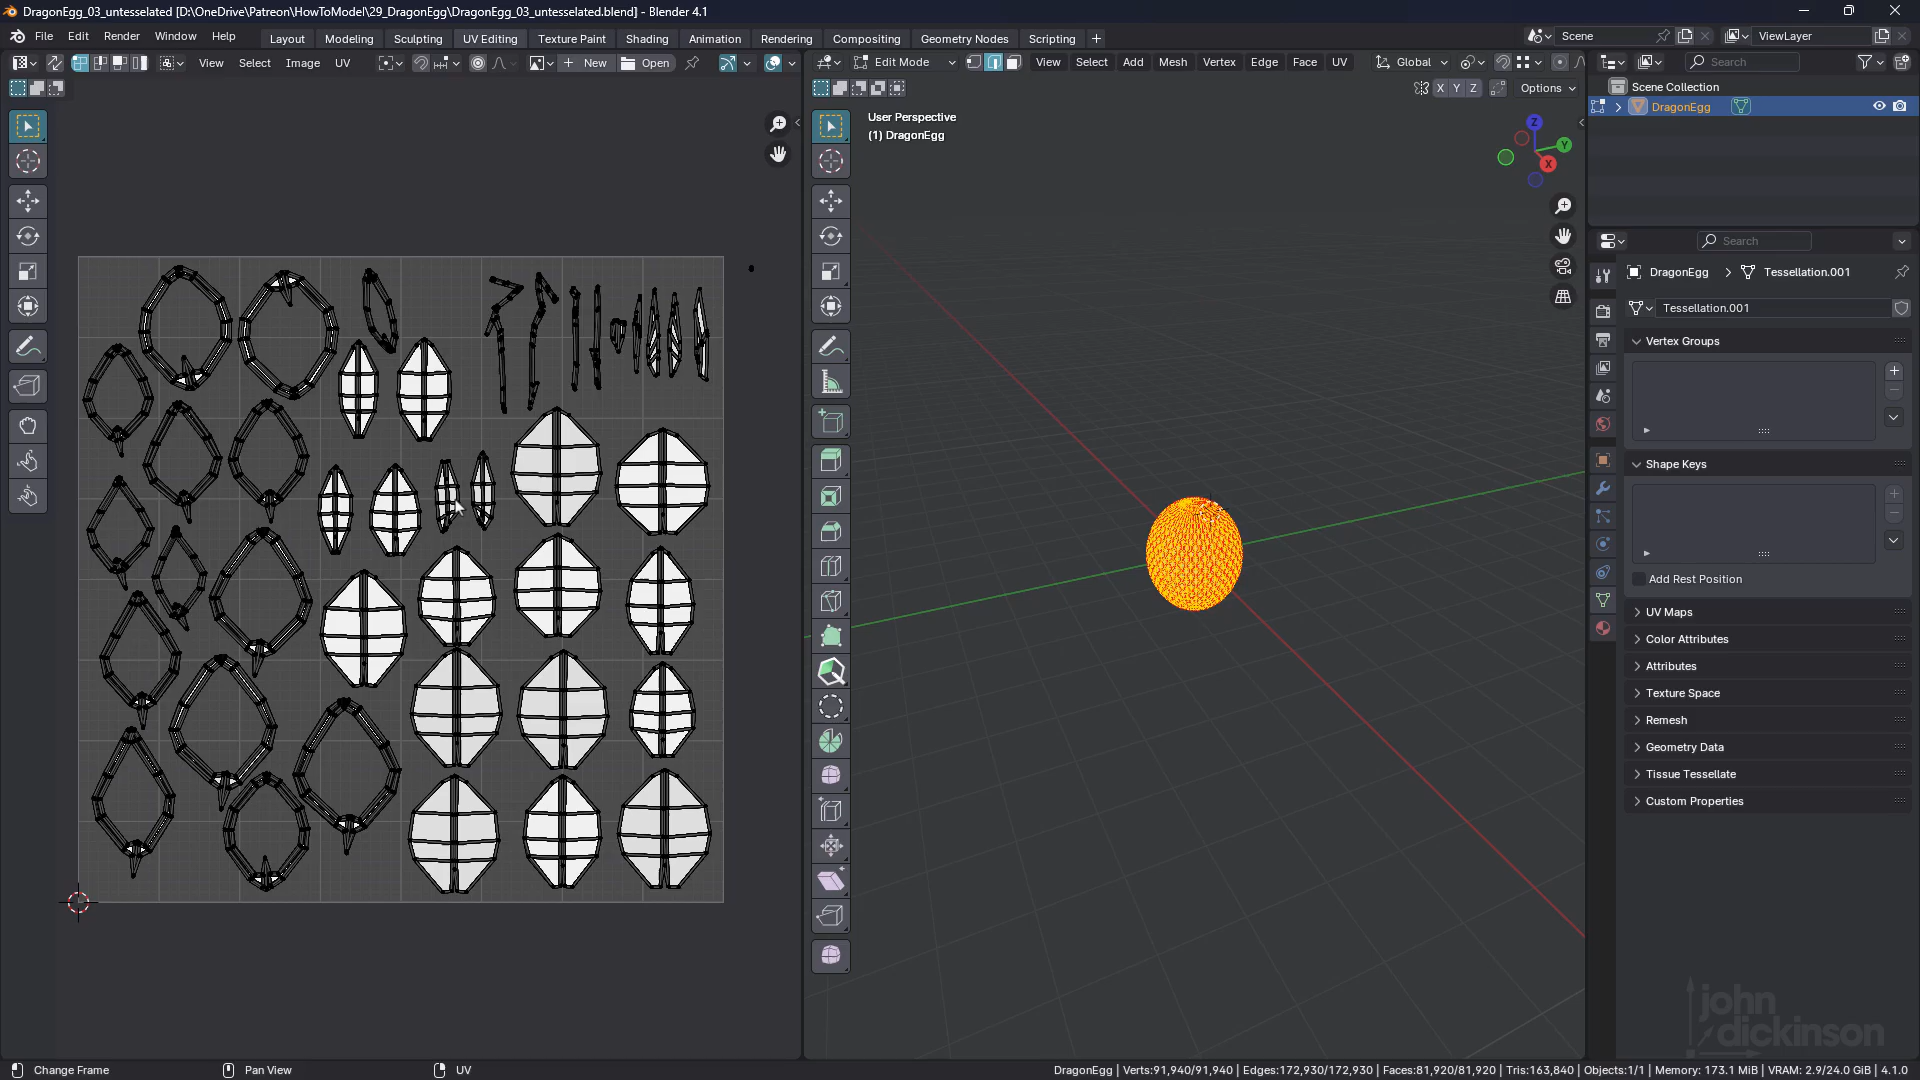 DragonEgg_03_untesselated [D:\OneDrive\Patreon\HowToModel\29_DragonEgg\DragonEgg_03_untesselated.blend] - Blender 4.1
File Edit Render Window Help Layout Modeling Sculpting UV Editing Texture Paint Shading Animation Rendering Compositing Geometry Nodes Scripting + Scene ViewLayer
View Select Image UV New Open Edit Mode View Select Add Mesh Vertex Edge Face UV Global Search
X Y Z Options
Scene Collection
DragonEgg
User Perspective
(1) DragonEgg
Z
Y
X
Search
DragonEgg Tessellation.001
Tessellation.001
Vertex Groups
Shape Keys
Add Rest Position
UV Maps
Color Attributes
Attributes
Texture Space
Remesh
Geometry Data
Tissue Tessellate
Custom Properties
john
dickinson
Change Frame Pan View UV DragonEgg | Verts:91,940/91,940 | Edges:172,930/172,930 | Faces:81,920/81,920 | Tris:163,840 | Objects:1/1 | Memory: 173.1 MiB | VRAM: 2.9/24.0 GiB | 4.1.0